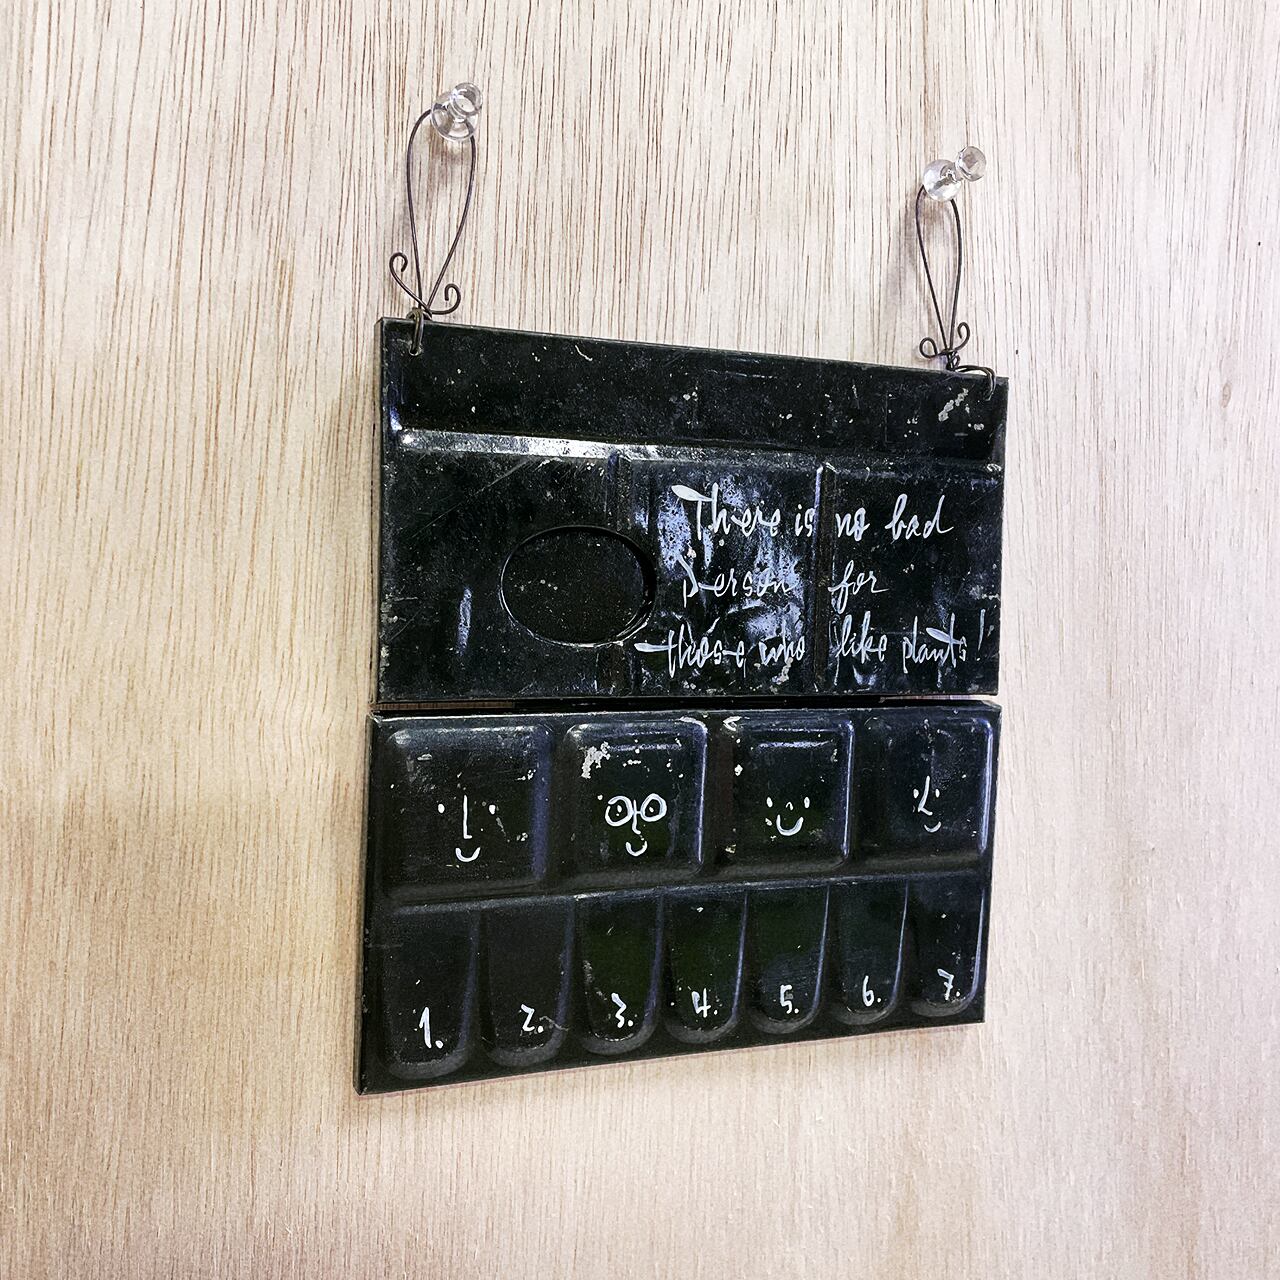 There is no bad
person for
those who like plants!
1. 2. 3. 4. 5. 6. 7.